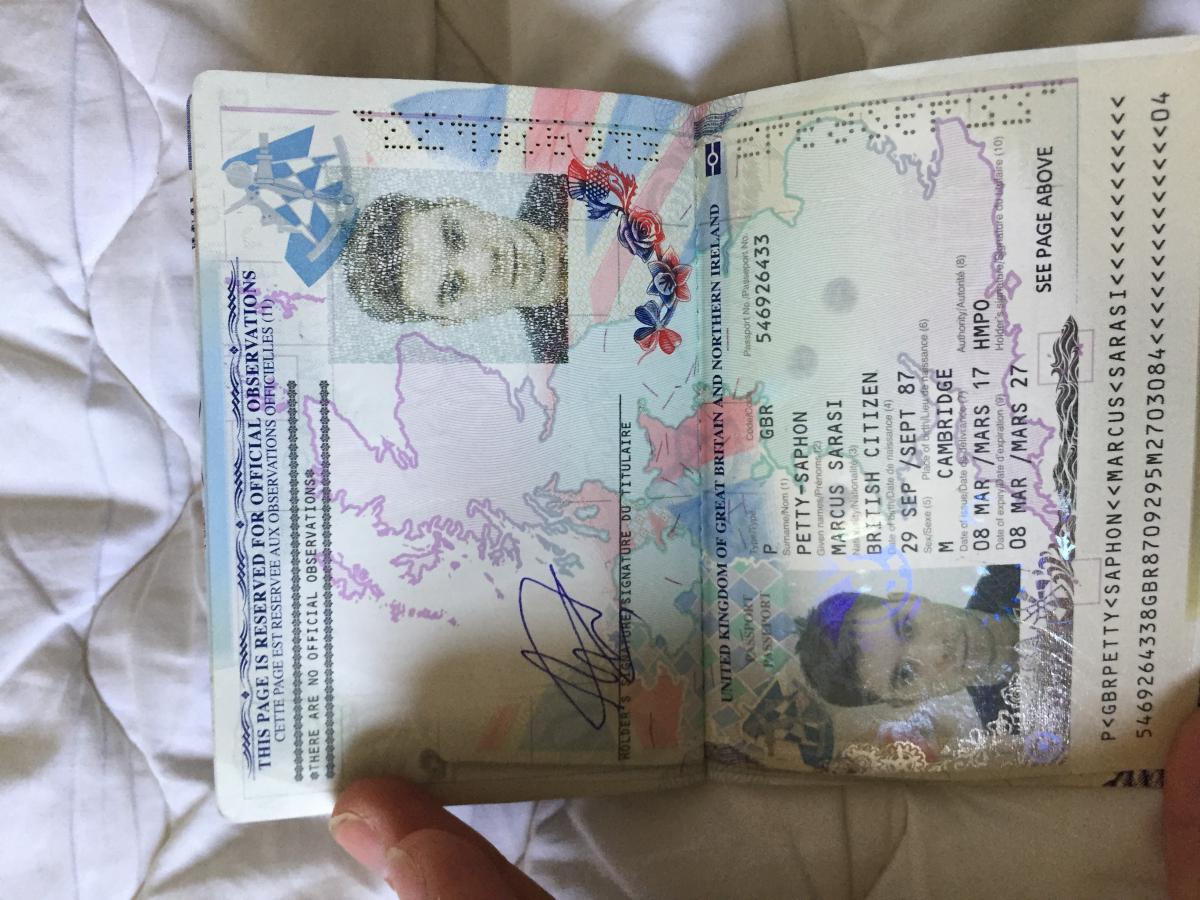 THIS PAGE IS RESERVED FOR OFFICIAL OBSERVATIONS
CETTE PAGE EST RESERVEE AUX OBSERVATIONS OFFICIELLES (11)
*THERE ARE NO OFFICIAL OBSERVATIONS*
HOLDER'S SIGNATURE/SIGNATURE DU TITULAIRE
UNITED KINGDOM OF GREAT BRITAIN AND NORTHERN IRELAND
PASSPORT
PASSEPORT
Type/Type Code/Code Passport No./Passeport No.
P GBR 546926433
Surname/Nom (1)
PETTY-SAPHON
Given names/Prénoms (2)
MARCUS SARASI
Nationality/Nationalité (3)
BRITISH CITIZEN
Date of birth/Date de naissance (4)
29 SEP /SEPT 87
Sex/Sexe (5) Place of birth/Lieu de naissance (6)
M CAMBRIDGE
Date of issue/Date de délivrance (7) Authority/Autorité (8)
08 MAR /MARS 17 HMPO
Date of expiry/Date d'expiration (9) Holder's signature/Signature du titulaire (10)
08 MAR /MARS 27
SEE PAGE ABOVE
P<GBRPETTY<SAPHON<<MARCUS<SARASI<<<<<<<<<<<<
5469264338GBR8709295M2703084<<<<<<<<<<<<<<04